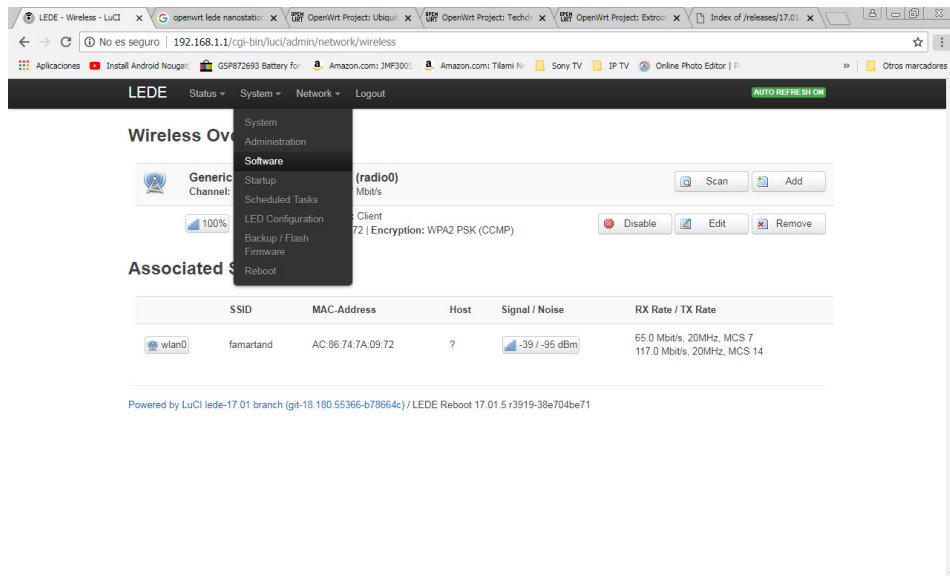 LEDE - Wireless - LuCI
openwrt lede nanostation
OpenWrt Project: Ubiquit
OpenWrt Project: Techda
OpenWrt Project: Extroo
Index of /releases/17.01
No es seguro | 192.168.1.1/cgi-bin/luci/admin/network/wireless
Aplicaciones Install Android Nougat GSP872693 Battery for Amazon.com: JMF300S Amazon.com: Tilami Ne Sony TV IP TV Online Photo Editor | P » Otros marcadores
LEDE Status System Network Logout AUTO REFRESH ON
System
Administration
Software
Startup
Scheduled Tasks
LED Configuration
Backup / Flash
Firmware
Reboot
Wireless Ov
Generic (radio0) Scan Add
Channel: Mbit/s
100% : Client Disable Edit Remove
72 | Encryption: WPA2 PSK (CCMP)
Associated S
SSID MAC-Address Host Signal / Noise RX Rate / TX Rate
wlan0 famartand AC:86:74:7A:09:72 ? -39 / -95 dBm 65.0 Mbit/s, 20MHz, MCS 7
117.0 Mbit/s, 20MHz, MCS 14
Powered by LuCI lede-17.01 branch (git-18.180.55366-b78664c) / LEDE Reboot 17.01.5 r3919-38e704be71